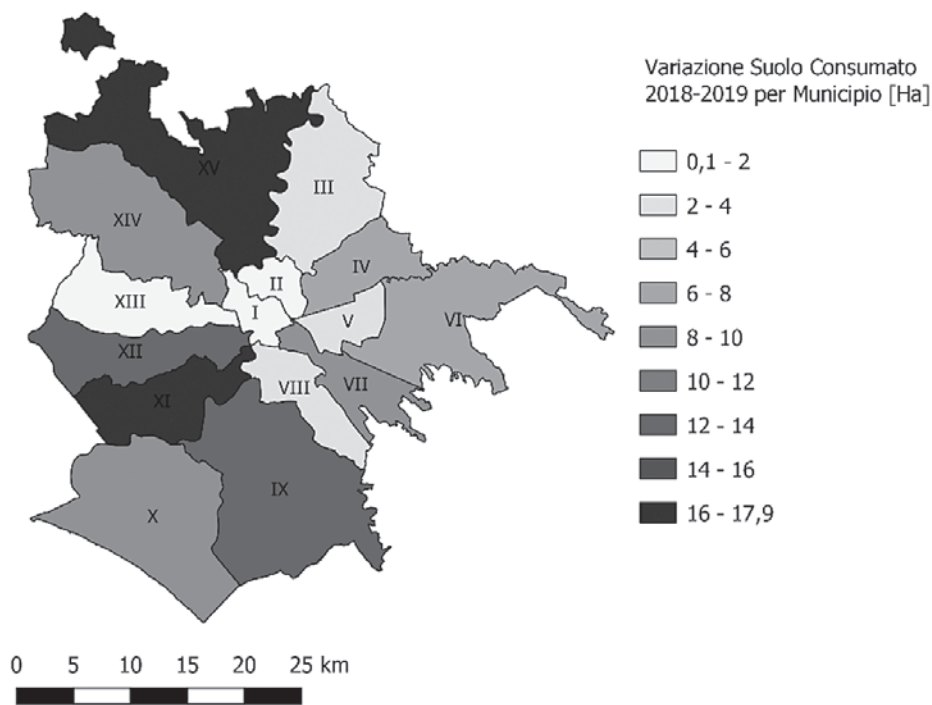 Variazione Suolo Consumato
2018-2019 per Municipio [Ha]
0,1 - 2
2 - 4
4 - 6
6 - 8
8 - 10
10 - 12
12 - 14
14 - 16
16 - 17,9
XV
III
XIV
IV
II
XIII
I
V
VI
XII
VIII
VII
XI
IX
X
0 5 10 15 20 25 km